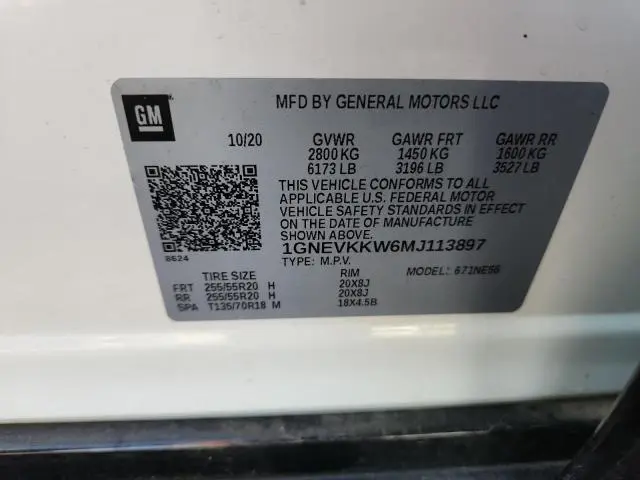 GM
MFD BY GENERAL MOTORS LLC
10/20 GVWR GAWR FRT GAWR RR
2800 KG 1450 KG 1600 KG
6173 LB 3196 LB 3527 LB
THIS VEHICLE CONFORMS TO ALL
APPLICABLE U.S. FEDERAL MOTOR
VEHICLE SAFETY STANDARDS IN EFFECT
ON THE DATE OF MANUFACTURE
SHOWN ABOVE.
1GNEVKKW6MJ113897
8624
TYPE: M.P.V. MODEL:
TIRE SIZE RIM
FRT 255/55R20 H 20X8J
RR 255/55R20 H 20X8J
SPA T135/70R18 M 18X4.5B